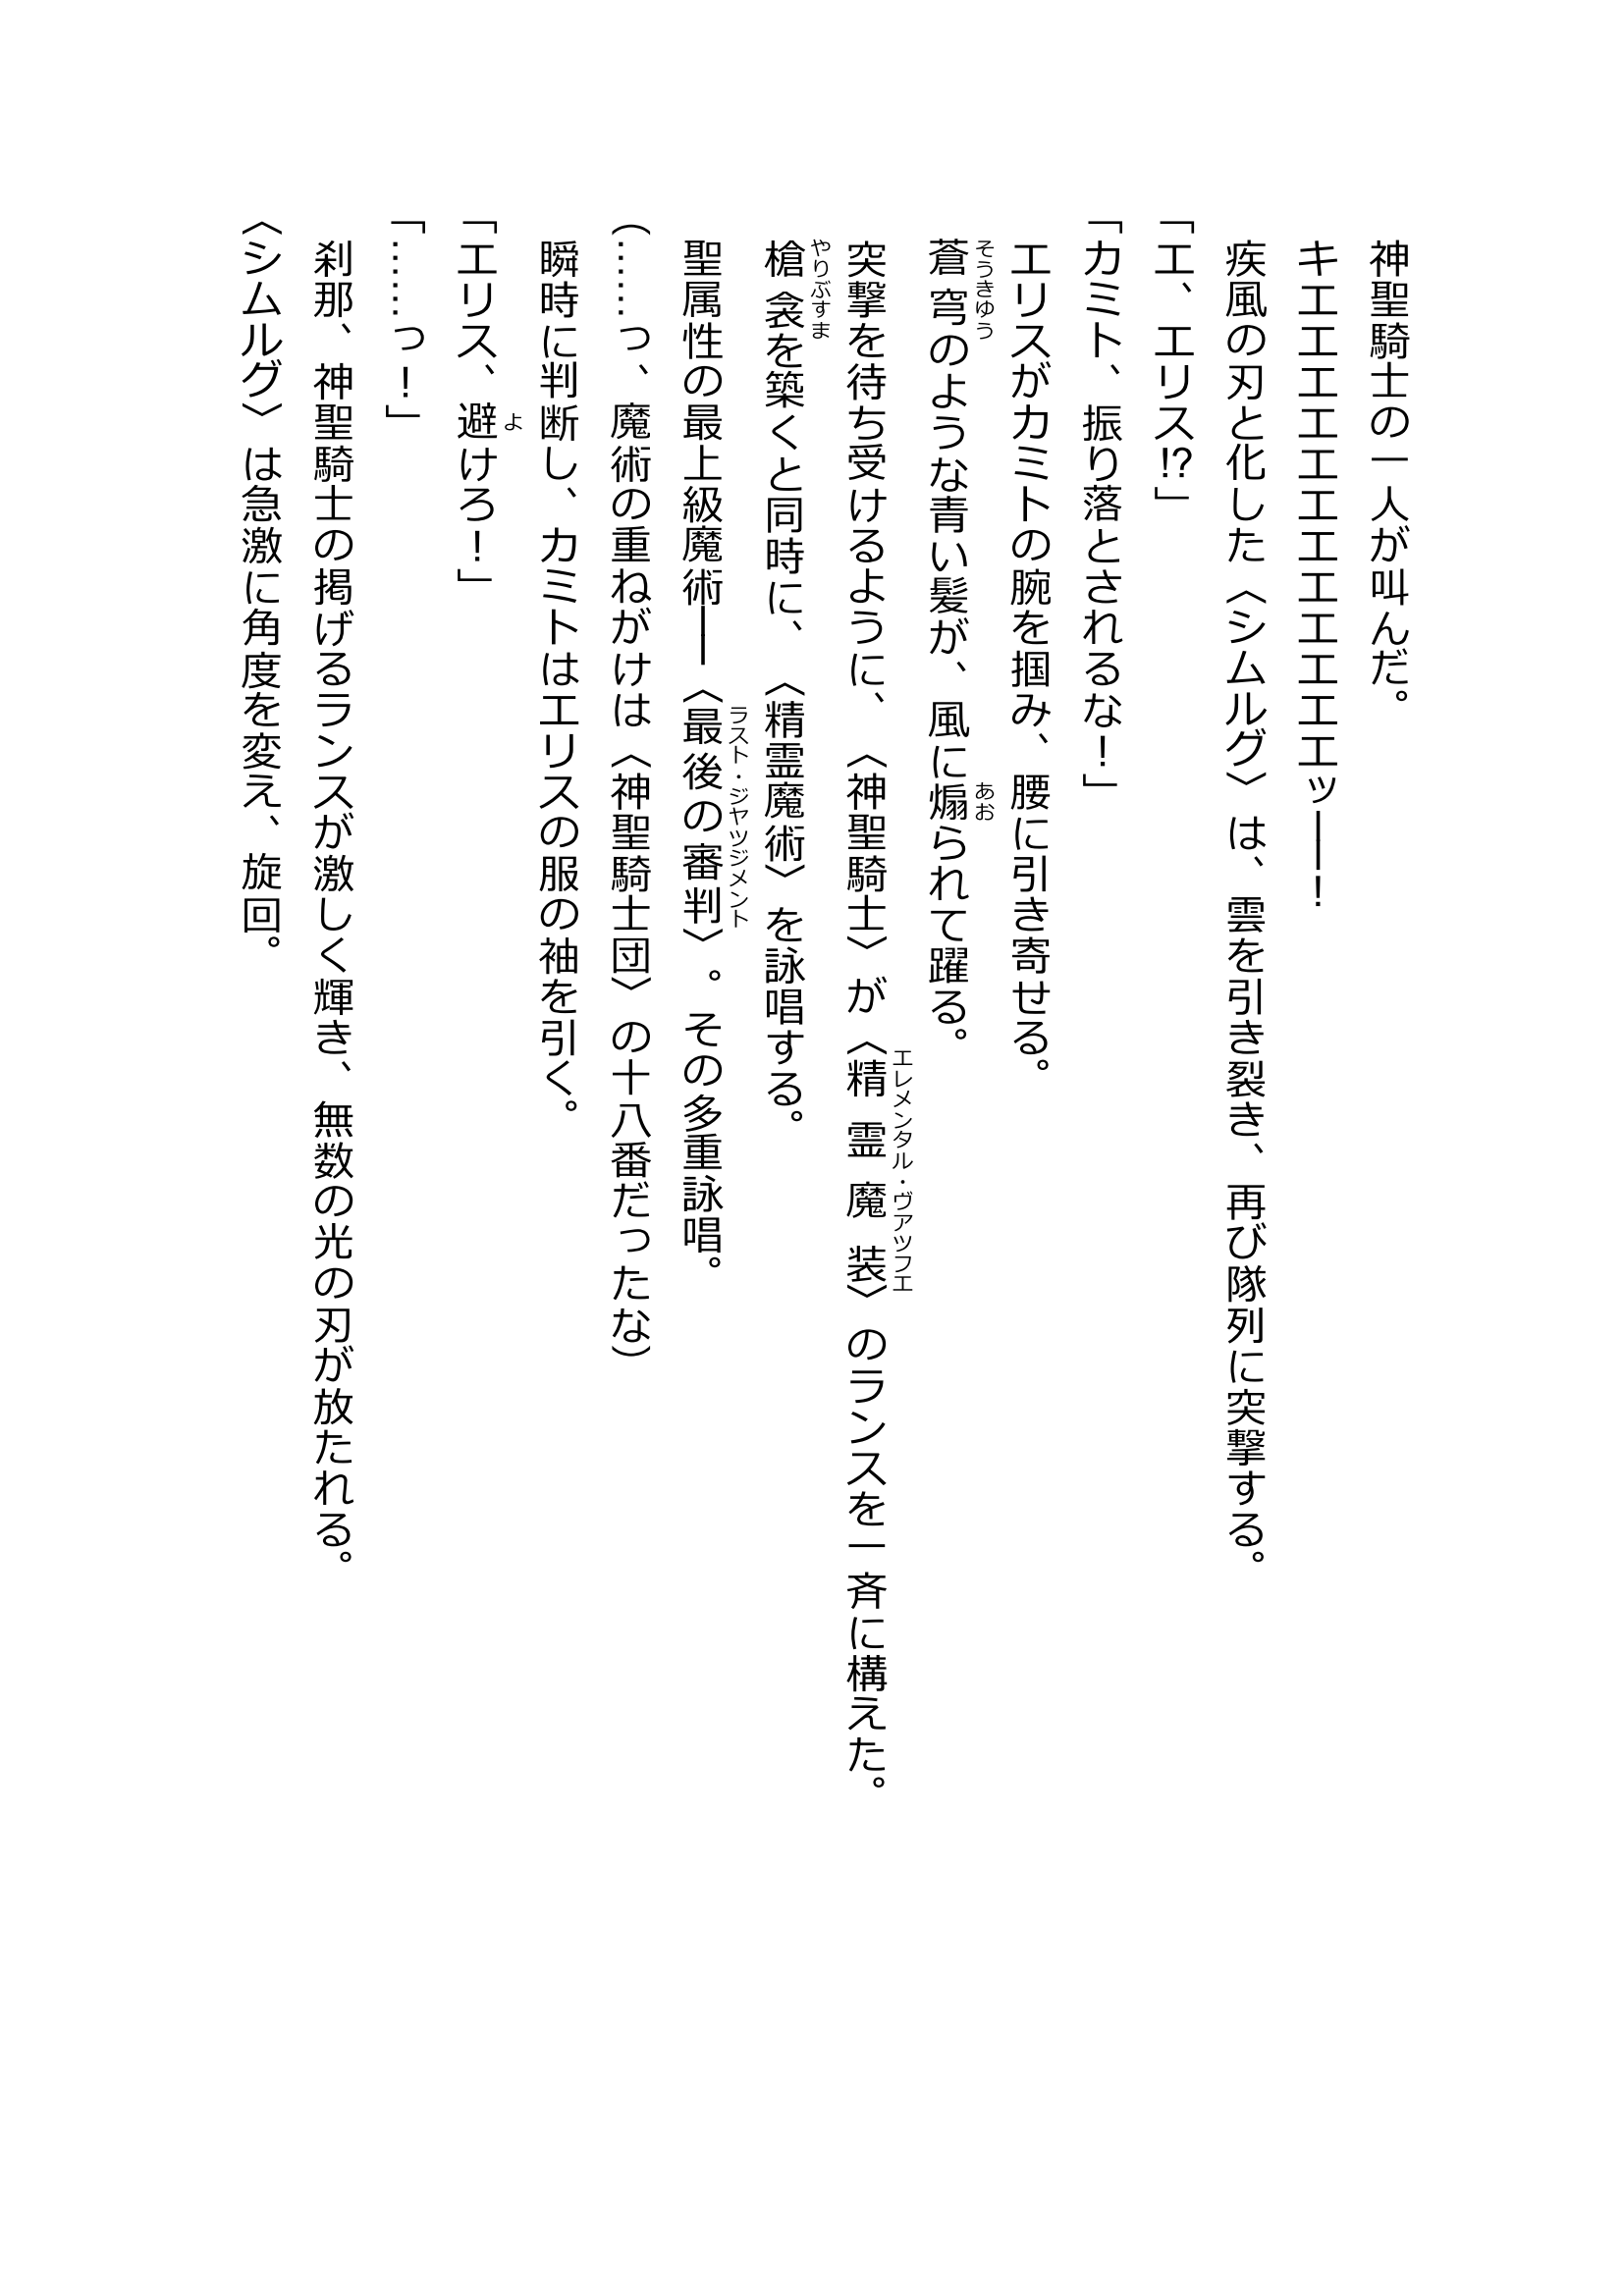 神聖騎士の一人が叫んだ。
キエエエエエエエエエエエエッ――！
疾風の刃と化した〈シムルグ〉は、雲を引き裂き、再び隊列に突撃する。
「エ、エリス⁉」
「カミト、振り落とされるな！」
エリスがカミトの腕を掴み、腰に引き寄せる。
そうきゆう
あお
蒼穹のような青い髪が、風に煽られて躍る。
エレメンタル・ヴアツフエ
突撃を待ち受けるように、〈神聖騎士〉が〈精霊魔装〉のランスを一斉に構えた。
やりぶすま
槍衾を築くと同時に、〈精霊魔術〉を詠唱する。
ラスト・ジヤツジメント
聖属性の最上級魔術――〈最後の審判〉。その多重詠唱。
（……っ、魔術の重ねがけは〈神聖騎士団〉の十八番だったな）
瞬時に判断し、カミトはエリスの服の袖を引く。
よ
「エリス、避けろ！」
「……っ！」
刹那、神聖騎士の掲げるランスが激しく輝き、無数の光の刃が放たれる。
〈シムルグ〉は急激に角度を変え、旋回。